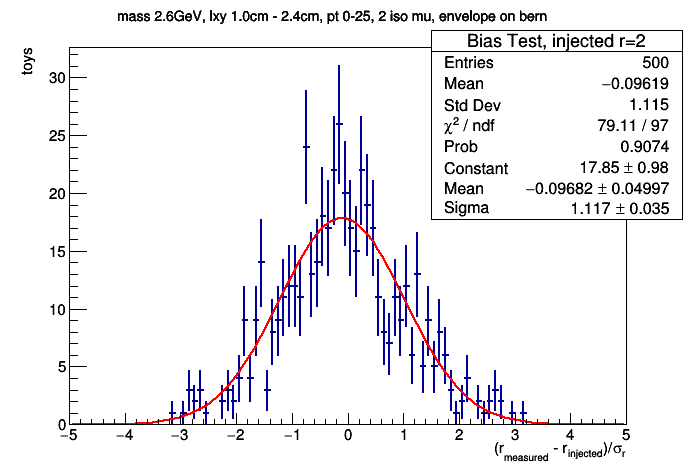 mass 2.6GeV, lxy 1.0cm - 2.4cm, pt 0-25, 2 iso mu, envelope on bern
toys
Bias Test, injected r=2
Entries 500
Mean −0.09619
Std Dev 1.115
χ² / ndf 79.11 / 97
Prob 0.9074
Constant 17.85 ± 0.98
Mean −0.09682 ± 0.04997
Sigma 1.117 ± 0.035
30
25
20
15
10
5
0
−5 −4 −3 −2 −1 0 1 2 3 4 5
(r_measured - r_injected)/σ_r